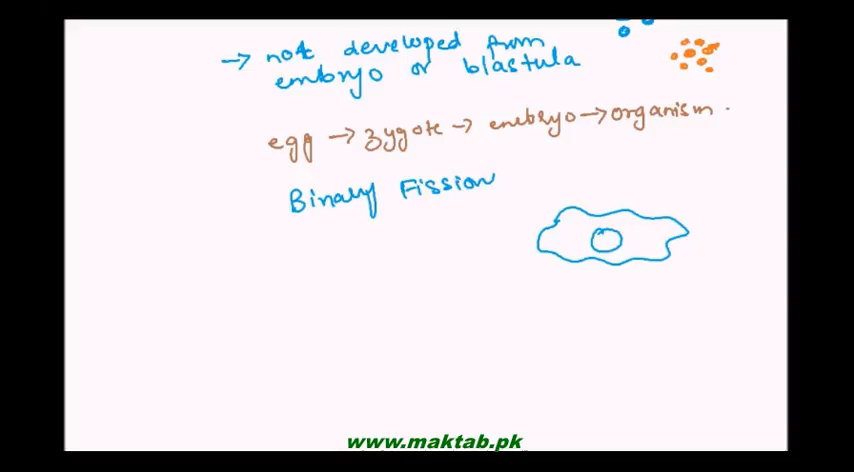 → not developed from
embryo or blastula
egg → zygote → embryo → organism.
Binary Fission
www.maktab.pk